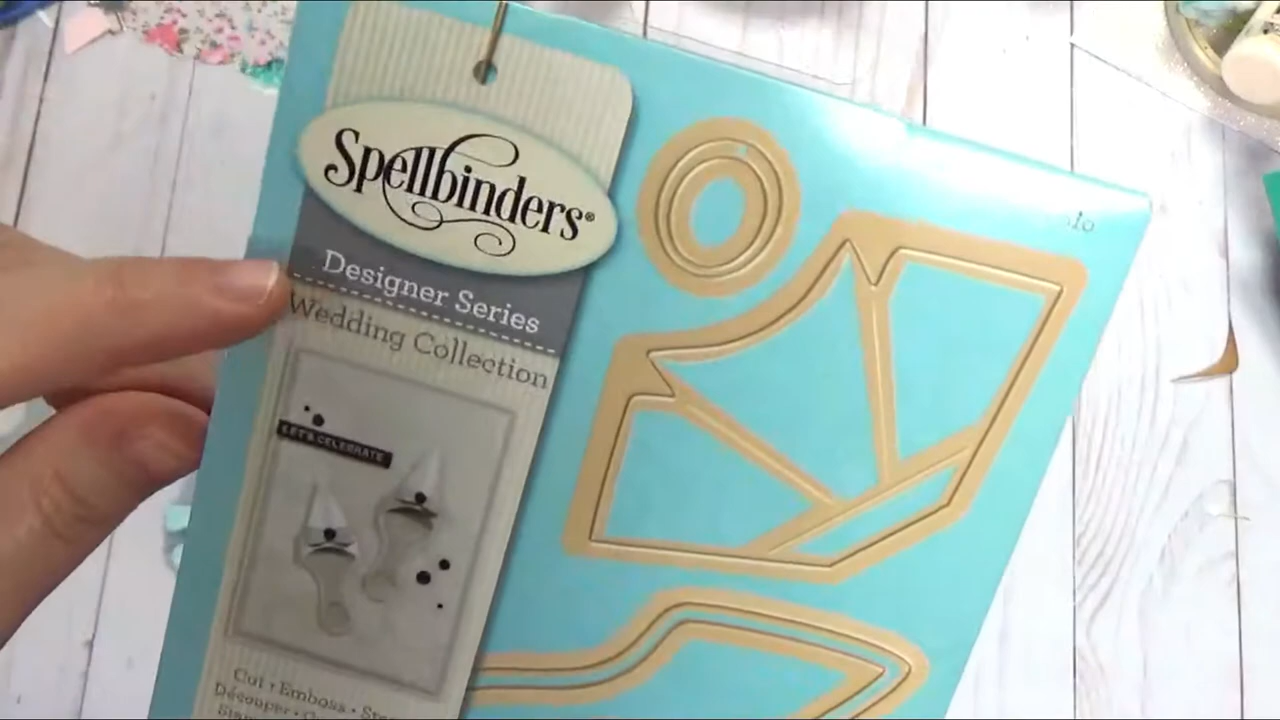 Spellbinders®
Designer Series
Wedding Collection
LET'S CELEBRATE
Cut • Emboss •
Découper •